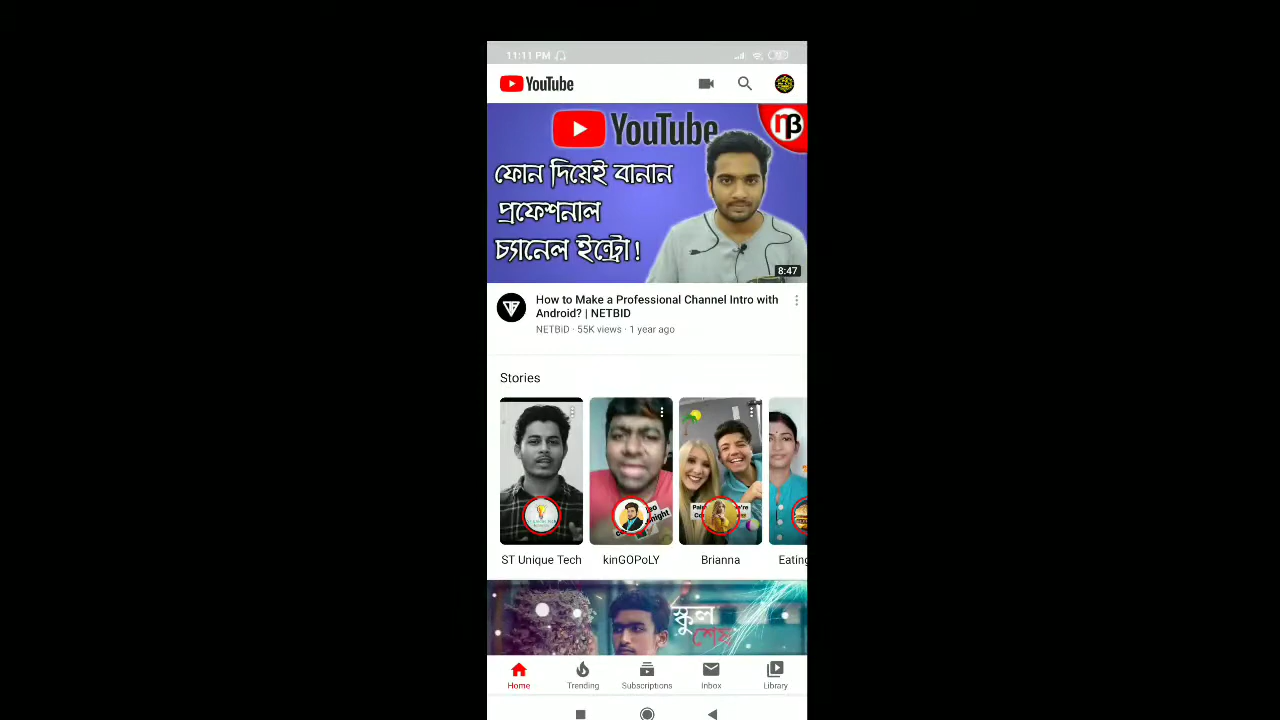 11:11 PM
YouTube
YouTube
ফোন দিয়েই বানান
প্রফেশনাল
চ্যানেল ইন্ট্রো!
8:47
How to Make a Professional Channel Intro with
Android? | NETBID
NETBiD · 55K views · 1 year ago
Stories
ST Unique Tech
kinGOPoLY
Brianna
Eating
স্কুল
শেষ
Home
Trending
Subscriptions
Inbox
Library